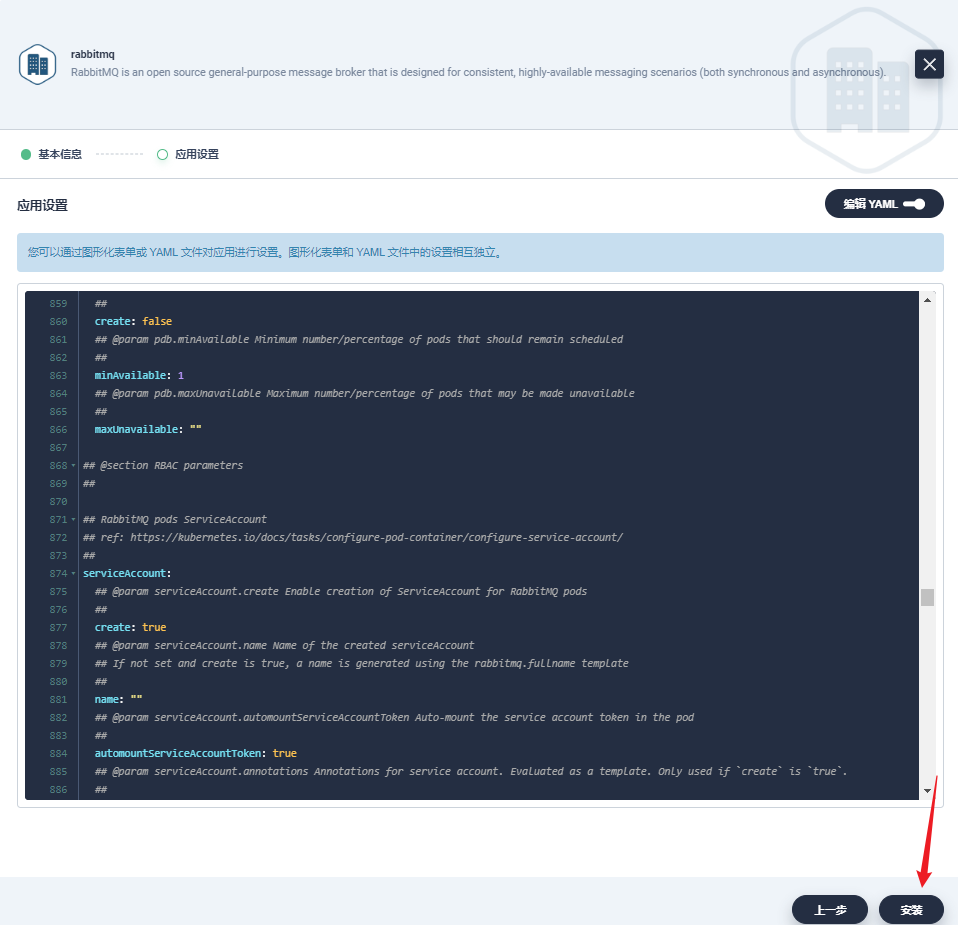 rabbitmq
RabbitMQ is an open source general-purpose message broker that is designed for consistent, highly-available messaging scenarios (both synchronous and asynchronous).
基本信息 应用设置
应用设置 编辑 YAML
您可以通过图形化表单或 YAML 文件对应用进行设置。图形化表单和 YAML 文件中的设置相互独立。
859 ##
860 create: false
861 ## @param pdb.minAvailable Minimum number/percentage of pods that should remain scheduled
862 ##
863 minAvailable: 1
864 ## @param pdb.maxUnavailable Maximum number/percentage of pods that may be made unavailable
865 ##
866 maxUnavailable: ""
867
868 ## @section RBAC parameters
869 ##
870
871 ## RabbitMQ pods ServiceAccount
872 ## ref: https://kubernetes.io/docs/tasks/configure-pod-container/configure-service-account/
873 ##
874 serviceAccount:
875 ## @param serviceAccount.create Enable creation of ServiceAccount for RabbitMQ pods
876 ##
877 create: true
878 ## @param serviceAccount.name Name of the created serviceAccount
879 ## If not set and create is true, a name is generated using the rabbitmq.fullname template
880 ##
881 name: ""
882 ## @param serviceAccount.automountServiceAccountToken Auto-mount the service account token in the pod
883 ##
884 automountServiceAccountToken: true
885 ## @param serviceAccount.annotations Annotations for service account. Evaluated as a template. Only used if `create` is `true`.
886 ##
上一步 安装